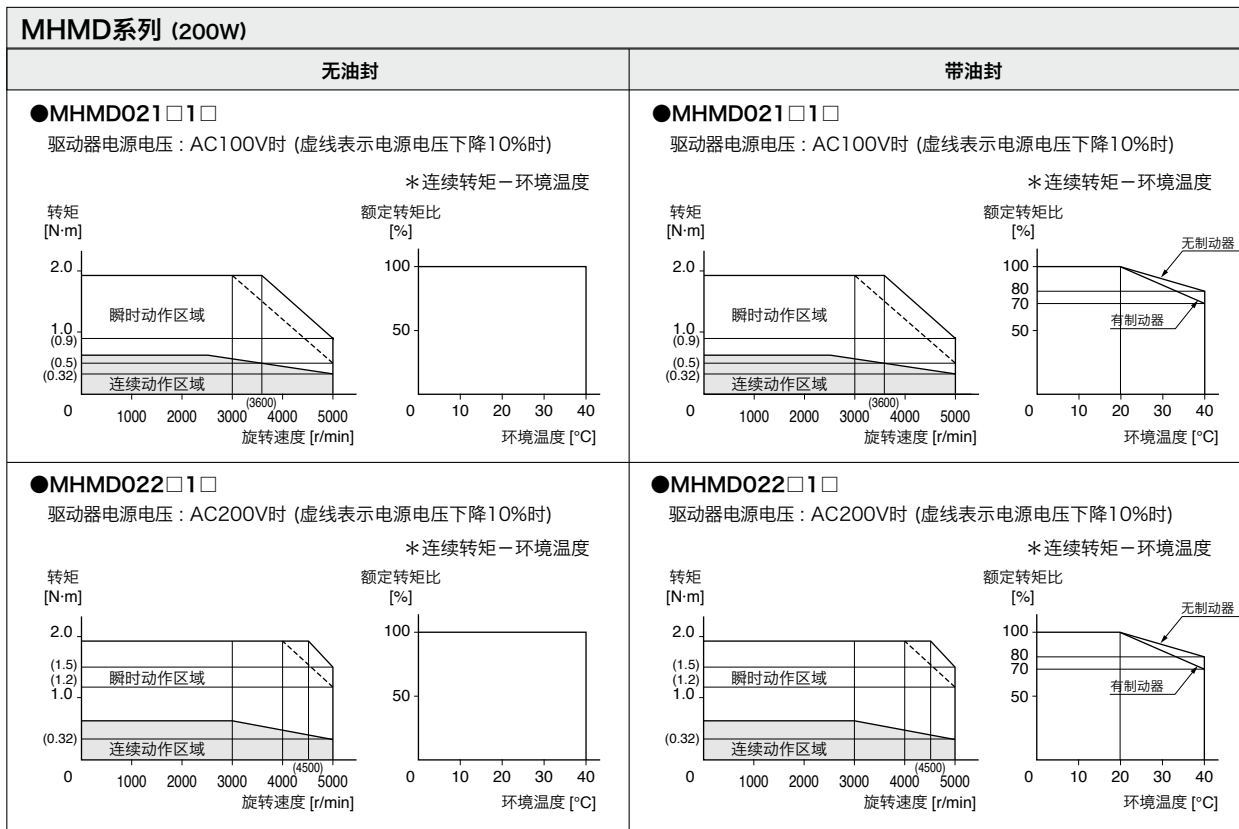 MHMD系列 (200W)
无油封
带油封
●MHMD021□1□
驱动器电源电压：AC100V时 (虚线表示电源电压下降10%时)
＊连续转矩－环境温度
转矩
[N·m]
2.0
1.0
(0.9)
(0.5)
(0.32)
瞬时动作区域
连续动作区域
0
1000
2000
3000
(3600)
4000
5000
旋转速度 [r/min]
额定转矩比
[%]
100
50
0
10
20
30
40
环境温度 [°C]
●MHMD021□1□
驱动器电源电压：AC100V时 (虚线表示电源电压下降10%时)
＊连续转矩－环境温度
转矩
[N·m]
2.0
1.0
(0.9)
(0.5)
(0.32)
瞬时动作区域
连续动作区域
0
1000
2000
3000
(3600)
4000
5000
旋转速度 [r/min]
额定转矩比
[%]
无制动器
100
80
70
有制动器
50
0
10
20
30
40
环境温度 [°C]
●MHMD022□1□
驱动器电源电压：AC200V时 (虚线表示电源电压下降10%时)
＊连续转矩－环境温度
转矩
[N·m]
2.0
(1.5)
(1.2)
1.0
(0.32)
瞬时动作区域
连续动作区域
0
1000
2000
3000
4000
(4500)
5000
旋转速度 [r/min]
额定转矩比
[%]
100
50
0
10
20
30
40
环境温度 [°C]
●MHMD022□1□
驱动器电源电压：AC200V时 (虚线表示电源电压下降10%时)
＊连续转矩－环境温度
转矩
[N·m]
2.0
(1.5)
(1.2)
1.0
(0.32)
瞬时动作区域
连续动作区域
0
1000
2000
3000
4000
(4500)
5000
旋转速度 [r/min]
额定转矩比
[%]
无制动器
100
80
70
有制动器
50
0
10
20
30
40
环境温度 [°C]